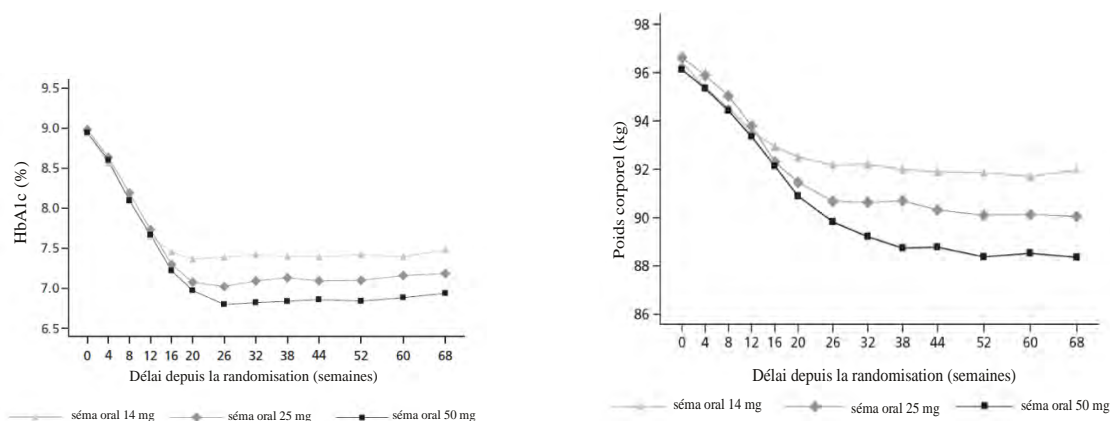 9.5
9.0
8.5
8.0
7.5
7.0
6.5
HbA1c (%)
0 4 8 12 16 20 26 32 38 44 52 60 68
Délai depuis la randomisation (semaines)
séma oral 14 mg séma oral 25 mg séma oral 50 mg
98
96
94
92
90
88
86
Poids corporel (kg)
0 4 8 12 16 20 26 32 38 44 52 60 68
Délai depuis la randomisation (semaines)
séma oral 14 mg séma oral 25 mg séma oral 50 mg